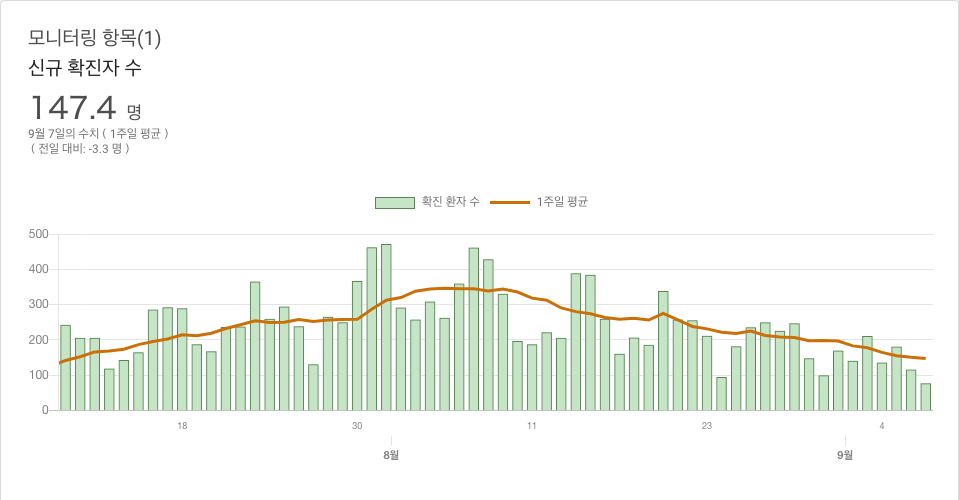 모니터링 항목(1)
신규 확진자 수
147.4 명
9월 7일의 수치 ( 1주일 평균 )
( 전일 대비: -3.3 명 )
확진 환자 수 1주일 평균
500
400
300
200
100
0
18 30 11 23 4
8월 9월